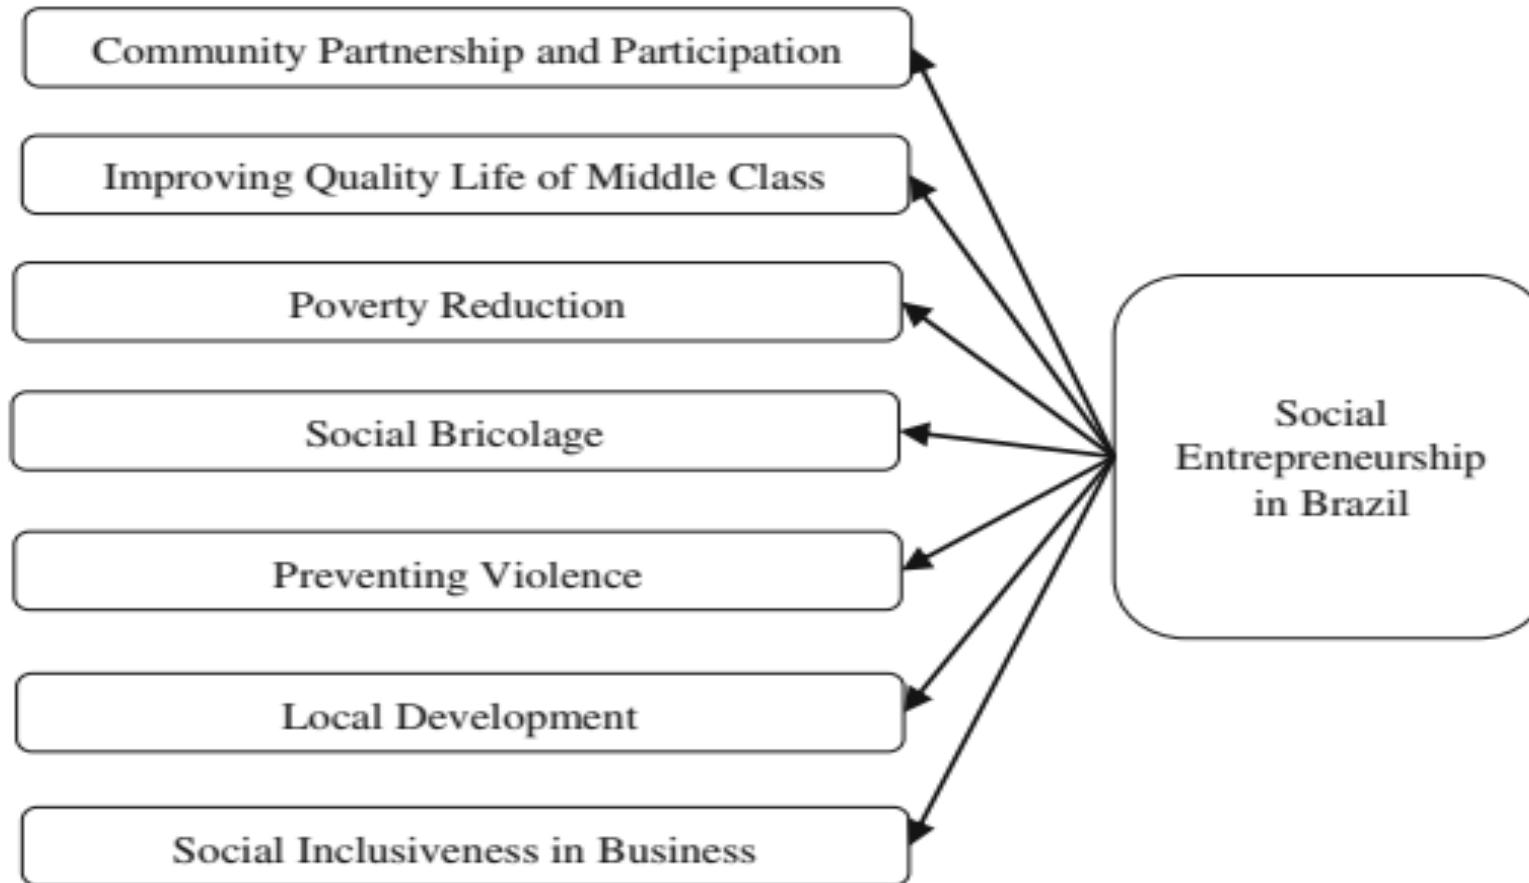 Community Partnership and Participation
Improving Quality Life of Middle Class
Poverty Reduction
Social Bricolage
Preventing Violence
Local Development
Social Inclusiveness in Business
Social
Entrepreneurship
in Brazil